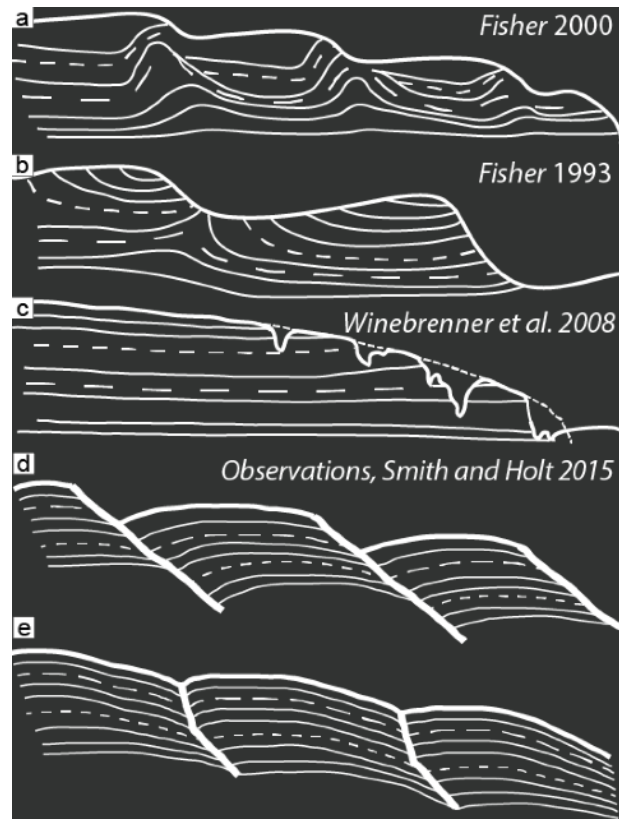 a
Fisher 2000
b
Fisher 1993
c
Winebrenner et al. 2008
d
Observations, Smith and Holt 2015
e